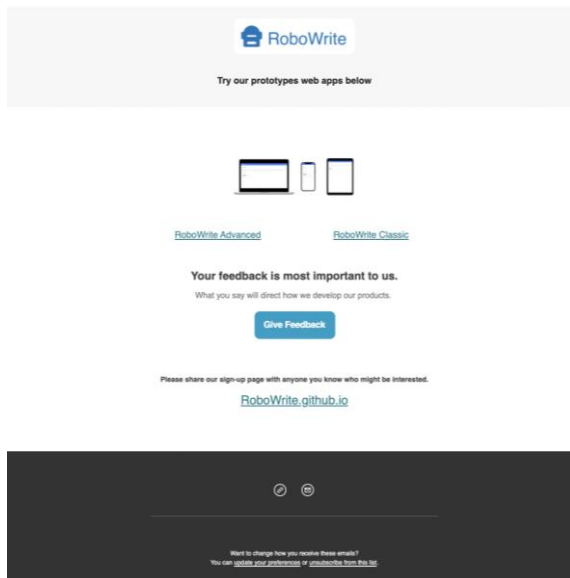 RoboWrite
Try our prototypes web apps below
RoboWrite Advanced RoboWrite Classic
Your feedback is most important to us.
What you say will direct how we develop our products.
Give Feedback
Please share our sign-up page with anyone you know who might be interested.
RoboWrite.github.io
Want to change how you receive these emails?
You can update your preferences or unsubscribe from this list.